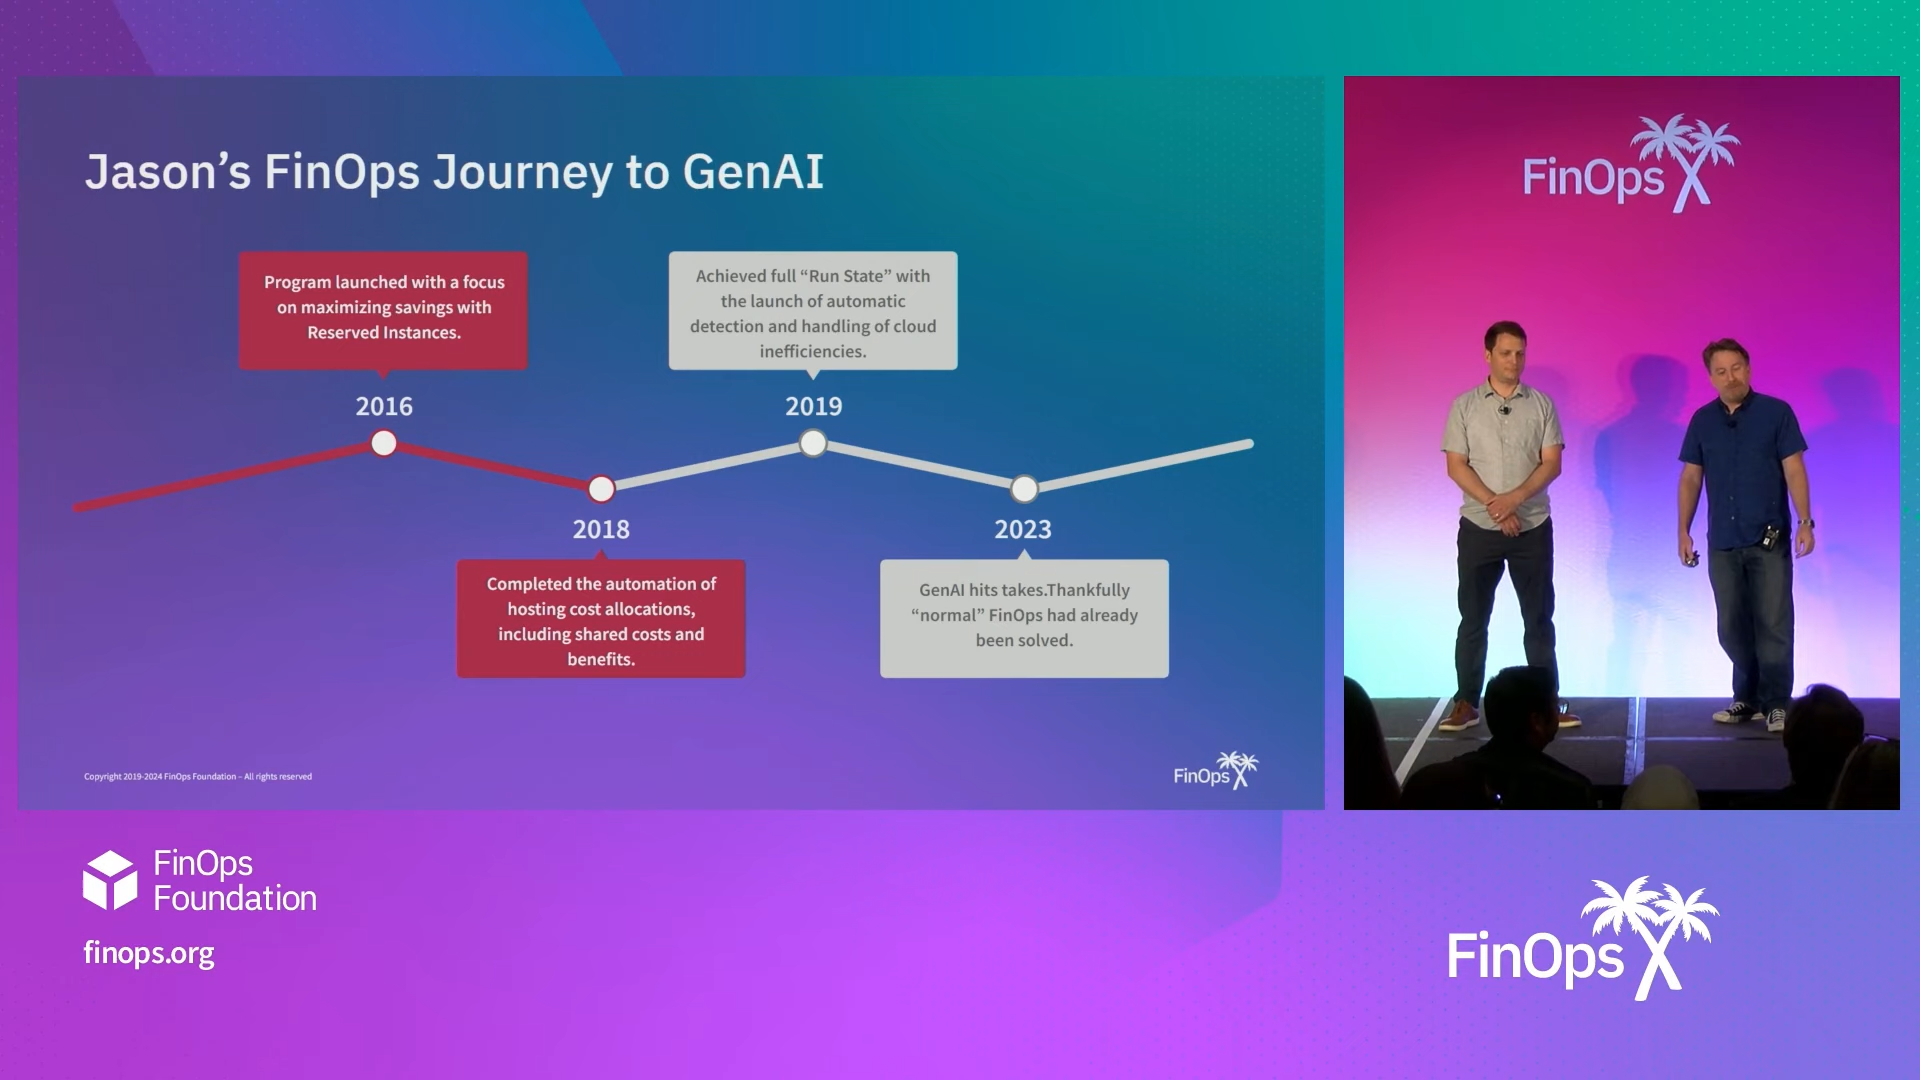 Jason's FinOps Journey to GenAI
Program launched with a focus
on maximizing savings with
Reserved Instances.
2016
Achieved full “Run State” with
the launch of automatic
detection and handling of cloud
inefficiencies.
2019
2018
Completed the automation of
hosting cost allocations,
including shared costs and
benefits.
2023
GenAI hits takes.Thankfully
“normal” FinOps had already
been solved.
Copyright 2019-2024 FinOps Foundation – All rights reserved
FinOps X
FinOps X
FinOps
Foundation
finops.org
FinOps X